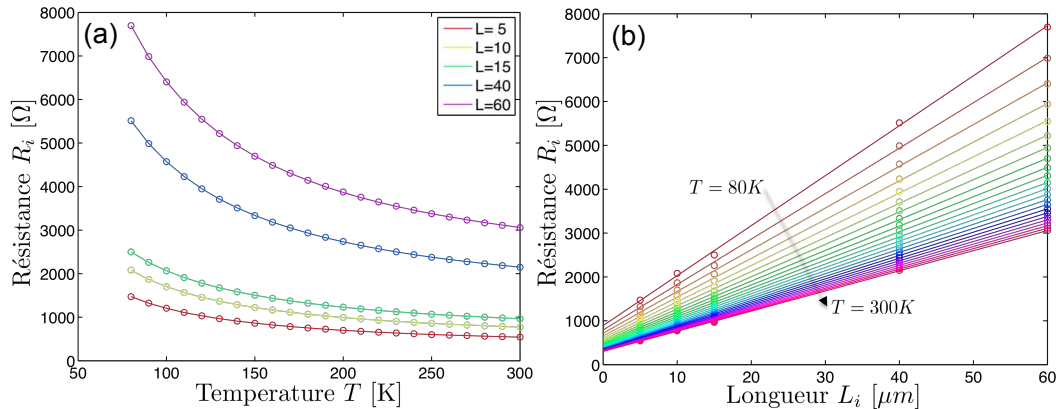 (a)
8000
7000
6000
5000
4000
3000
2000
1000
0
Résistance R_i [Ω]
L= 5
L=10
L=15
L=40
L=60
50
100
150
200
250
300
Temperature T [K]
(b)
8000
7000
6000
5000
4000
3000
2000
1000
0
Résistance R_i [Ω]
T = 80K
T = 300K
0
10
20
30
40
50
60
Longueur L_i [μm]